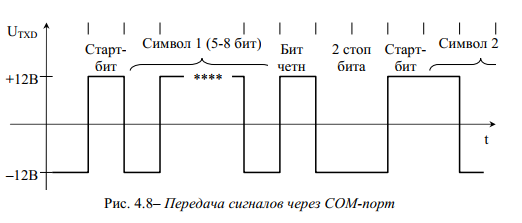 U_TXD
Старт-
бит
Символ 1 (5-8 бит)
Бит
четн
2 стоп
бита
Старт-
бит
Символ 2
+12В
****
t
–12В
Рис. 4.8– Передача сигналов через COM-порт